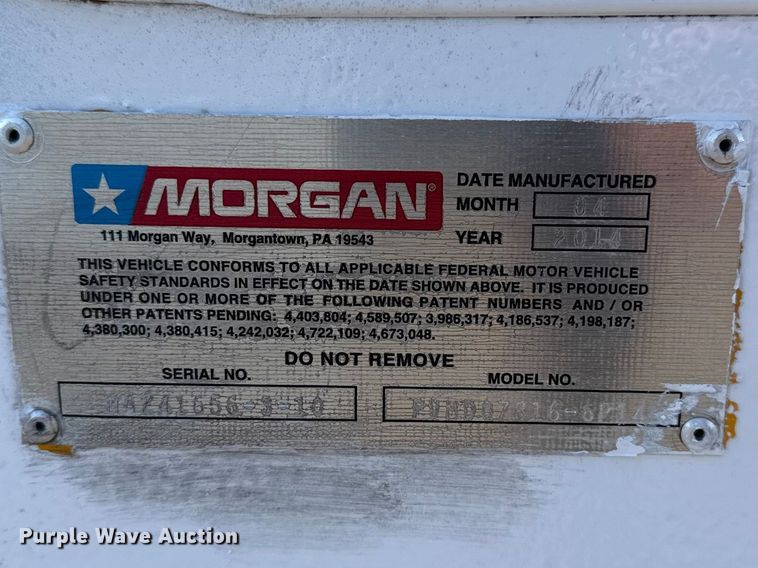 MORGAN®
111 Morgan Way, Morgantown, PA 19543
DATE MANUFACTURED
MONTH 04
YEAR 2014
THIS VEHICLE CONFORMS TO ALL APPLICABLE FEDERAL MOTOR VEHICLE
SAFETY STANDARDS IN EFFECT ON THE DATE SHOWN ABOVE. IT IS PRODUCED
UNDER ONE OR MORE OF THE FOLLOWING PATENT NUMBERS AND / OR
OTHER PATENTS PENDING: 4,403,804; 4,589,507; 3,986,317; 4,186,537; 4,198,187;
4,380,300; 4,380,415; 4,242,032; 4,722,109; 4,673,048.
DO NOT REMOVE
SERIAL NO.
MODEL NO.
Purple Wave Auction